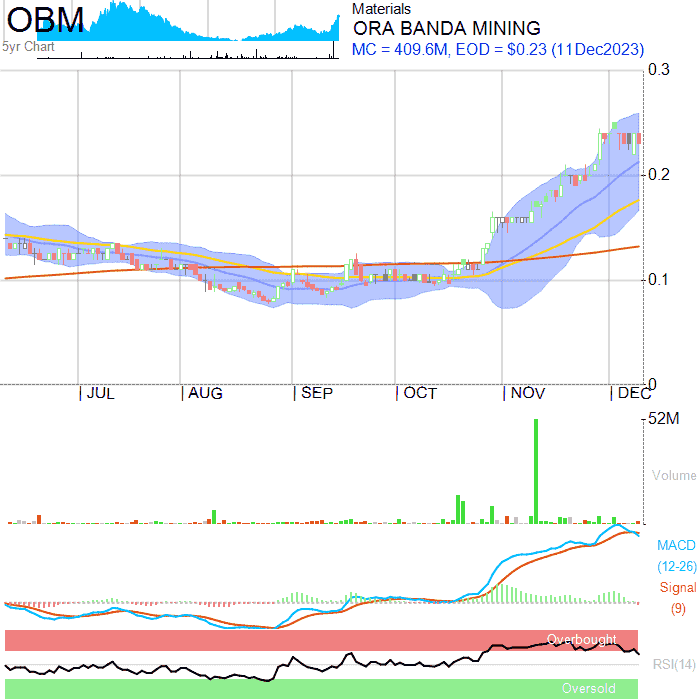 OBM
5yr Chart
Materials
ORA BANDA MINING
MC = 409.6M, EOD = $0.23 (11Dec2023)
0.3
0.2
0.1
0
JUL AUG SEP OCT NOV DEC
52M
Volume
MACD
(12-26)
Signal
(9)
Overbought
RSI(14)
Oversold